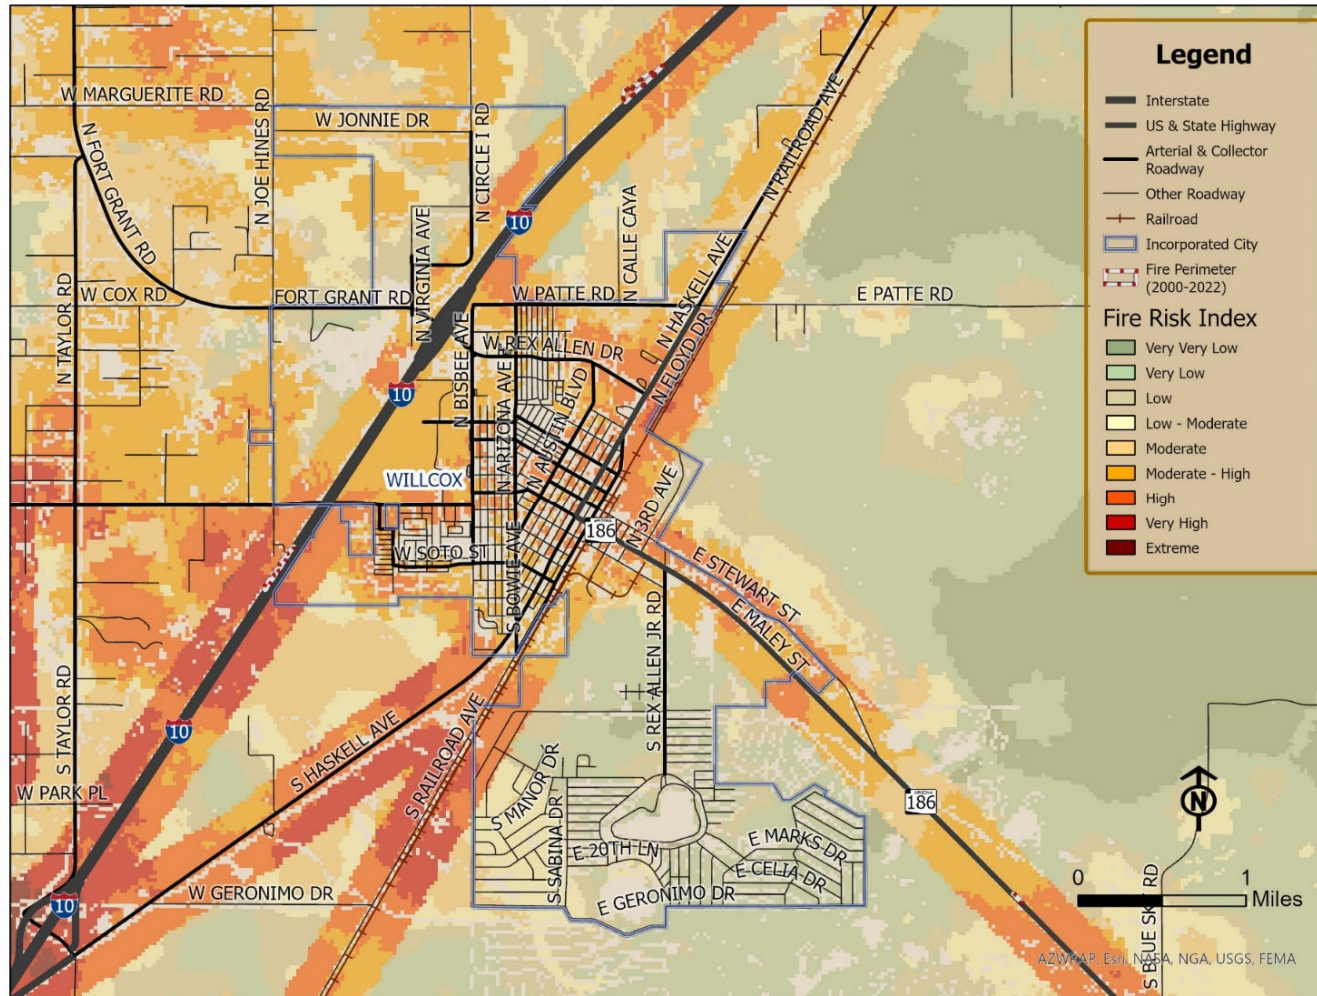 W MARGUERITE RD
W JONNIE DR
N FORT GRANT RD
N JOE HINES RD
N CIRCLE I RD
N RAILROAD AVE
10
N VIRGINIA AVE
N CALLE CAYA
N HASKELL AVE
W COX RD
FORT GRANT RD
W PATTE RD
E PATTE RD
N TAYLOR RD
N FLOYD DR
W REX ALLEN DR
N BISBEE AVE
10
N ARIZONA AVE
N AUSTIN BLVD
WILLCOX
N 3RD AVE
ARIZONA
186
W SOTO ST
S BOWIE AVE
E STEWART ST
E MALEY ST
S REX ALLEN JR RD
S TAYLOR RD
10
S HASKELL AVE
S RAILROAD AVE
W PARK PL
S MANOR DR
S SABINA DR
ARIZONA
186
E MARKS DR
E 20TH LN
E CELIA DR
W GERONIMO DR
E GERONIMO DR
10
S BLUE SK RD
Legend
Interstate
US & State Highway
Arterial & Collector
Roadway
Other Roadway
Railroad
Incorporated City
Fire Perimeter
(2000-2022)
Fire Risk Index
Very Very Low
Very Low
Low
Low - Moderate
Moderate
Moderate - High
High
Very High
Extreme
N
0 1
Miles
AZWRAP, Esri, NASA, NGA, USGS, FEMA